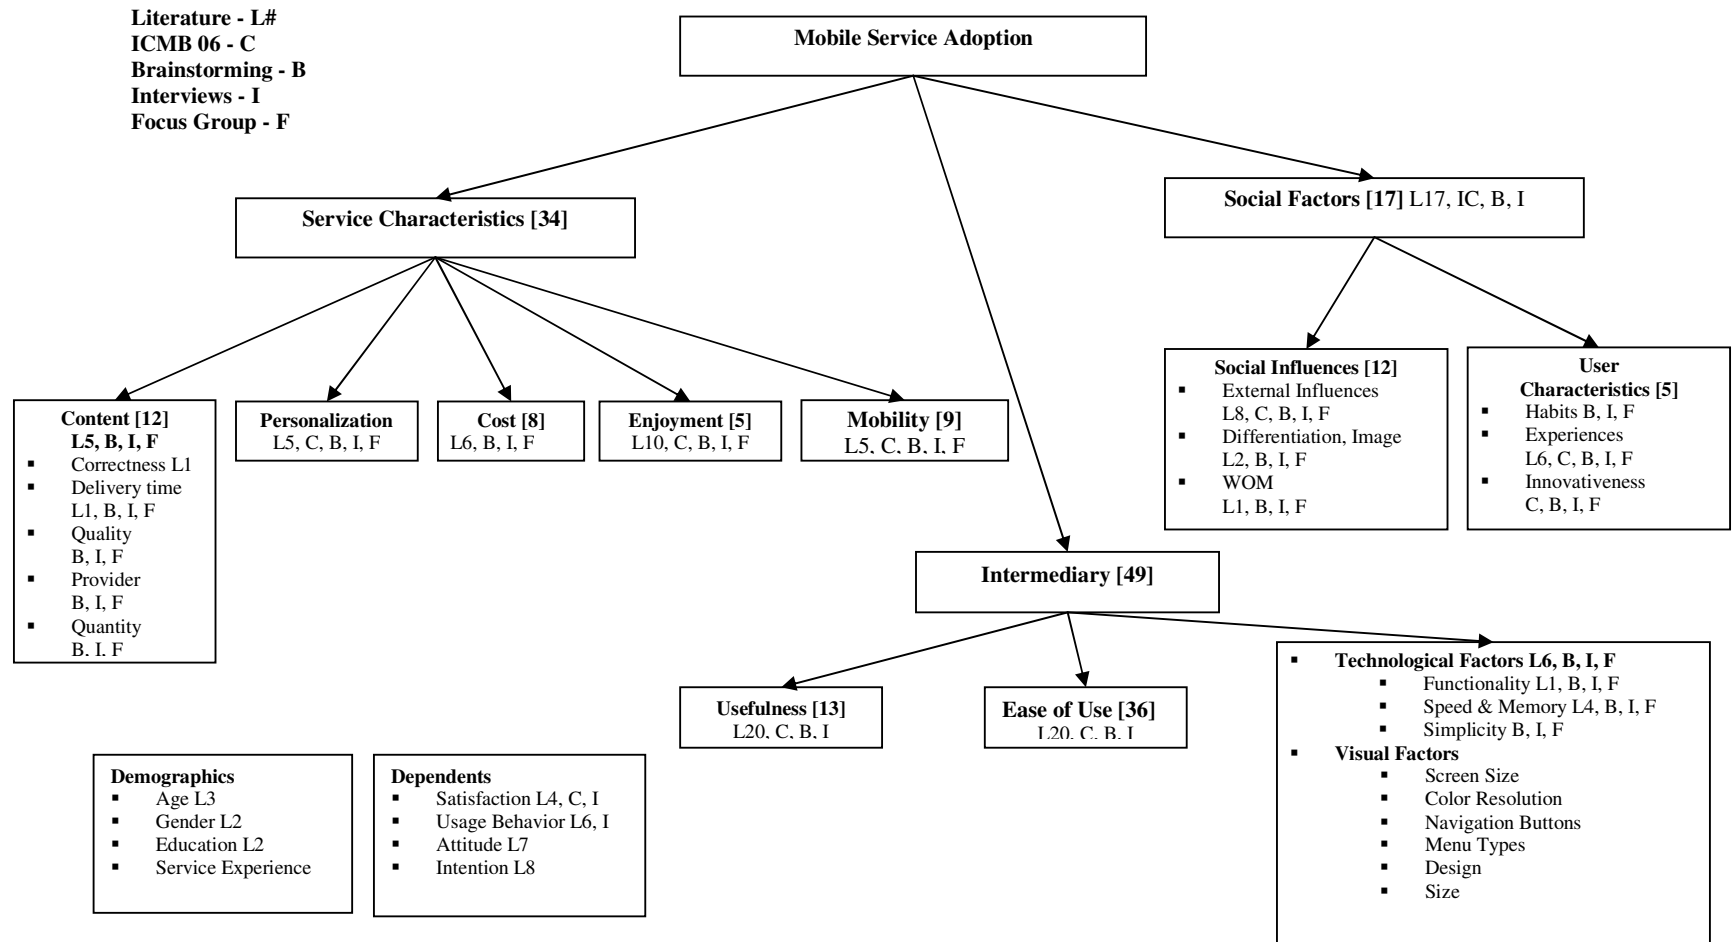 Literature - L#
ICMB 06 - C
Brainstorming - B
Interviews - I
Focus Group - F
Mobile Service Adoption
Service Characteristics [34]
Social Factors [17] L17, IC, B, I
Content [12]
L5, B, I, F
▪ Correctness L1
▪ Delivery time
L1, B, I, F
▪ Quality
B, I, F
▪ Provider
B, I, F
▪ Quantity
B, I, F
Personalization
L5, C, B, I, F
Cost [8]
L6, B, I, F
Enjoyment [5]
L10, C, B, I, F
Mobility [9]
L5, C, B, I, F
Social Influences [12]
▪ External Influences
L8, C, B, I, F
▪ Differentiation, Image
L2, B, I, F
▪ WOM
L1, B, I, F
User
Characteristics [5]
▪ Habits B, I, F
▪ Experiences
L6, C, B, I, F
▪ Innovativeness
C, B, I, F
Intermediary [49]
Usefulness [13]
L20, C, B, I
Ease of Use [36]
L20, C, B, I
▪ Technological Factors L6, B, I, F
▪ Functionality L1, B, I, F
▪ Speed & Memory L4, B, I, F
▪ Simplicity B, I, F
▪ Visual Factors
▪ Screen Size
▪ Color Resolution
▪ Navigation Buttons
▪ Menu Types
▪ Design
▪ Size
Demographics
▪ Age L3
▪ Gender L2
▪ Education L2
▪ Service Experience
Dependents
▪ Satisfaction L4, C, I
▪ Usage Behavior L6, I
▪ Attitude L7
▪ Intention L8